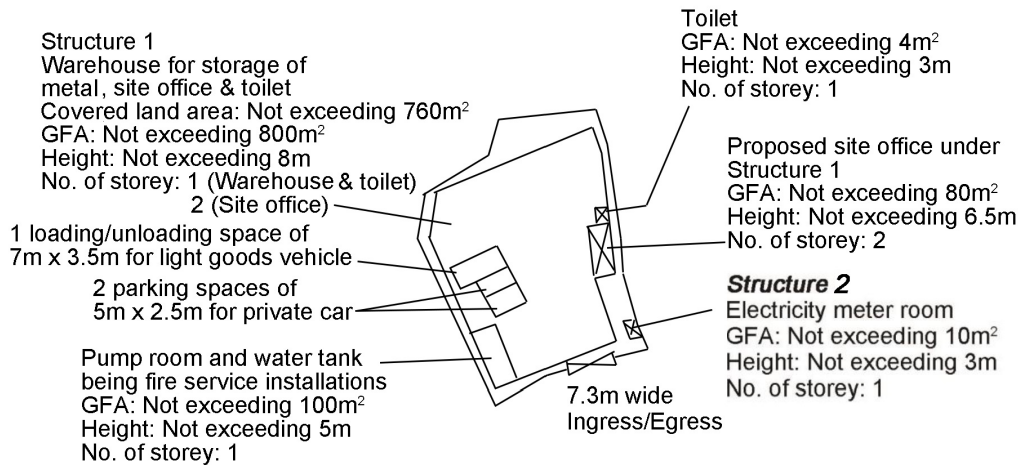 Structure 1
Warehouse for storage of
metal, site office & toilet
Covered land area: Not exceeding 760m²
GFA: Not exceeding 800m²
Height: Not exceeding 8m
No. of storey: 1 (Warehouse & toilet)
2 (Site office)
1 loading/unloading space of
7m x 3.5m for light goods vehicle
2 parking spaces of
5m x 2.5m for private car
Pump room and water tank
being fire service installations
GFA: Not exceeding 100m²
Height: Not exceeding 5m
No. of storey: 1
Toilet
GFA: Not exceeding 4m²
Height: Not exceeding 3m
No. of storey: 1
Proposed site office under
Structure 1
GFA: Not exceeding 80m²
Height: Not exceeding 6.5m
No. of storey: 2
Structure 2
Electricity meter room
GFA: Not exceeding 10m²
Height: Not exceeding 3m
No. of storey: 1
7.3m wide
Ingress/Egress